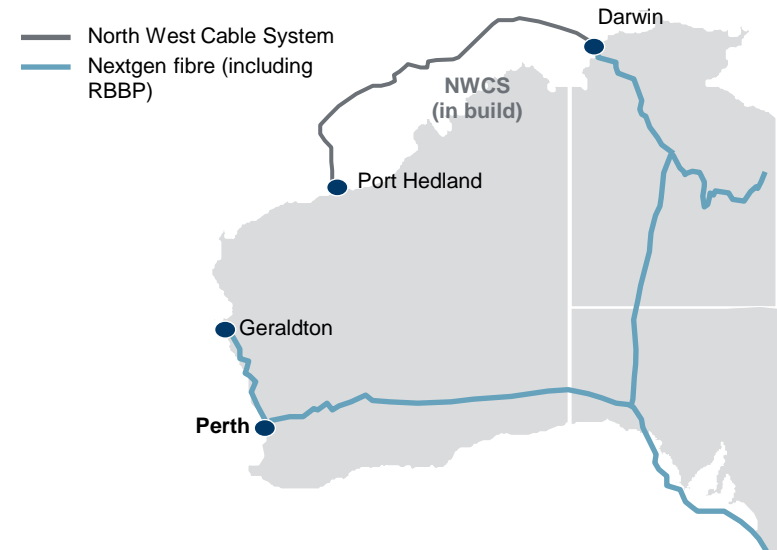 North West Cable System
Nextgen fibre (including
RBBP)
Darwin
NWCS
(in build)
Port Hedland
Geraldton
Perth